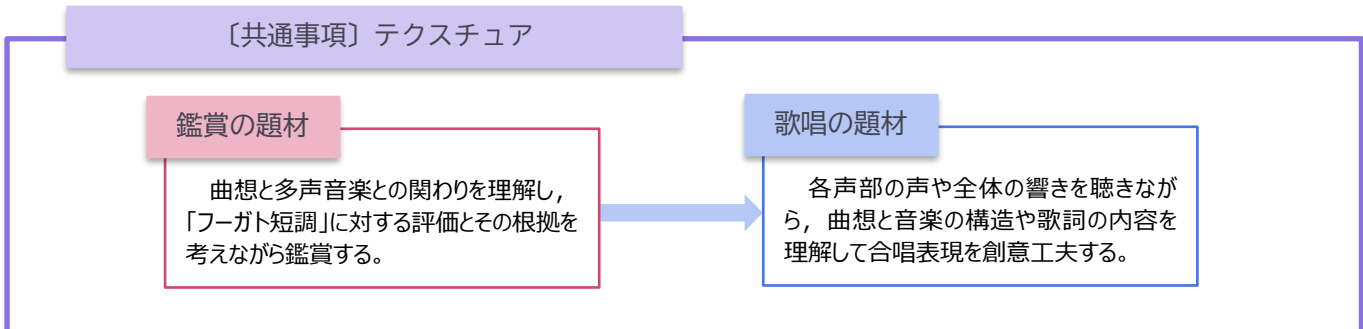 〔共通事項〕テクスチュア
鑑賞の題材
曲想と多声音楽との関わりを理解し，
「フーガト短調」に対する評価とその根拠を
考えながら鑑賞する。
歌唱の題材
各声部の声や全体の響きを聴きなが
ら，曲想と音楽の構造や歌詞の内容を
理解して合唱表現を創意工夫する。